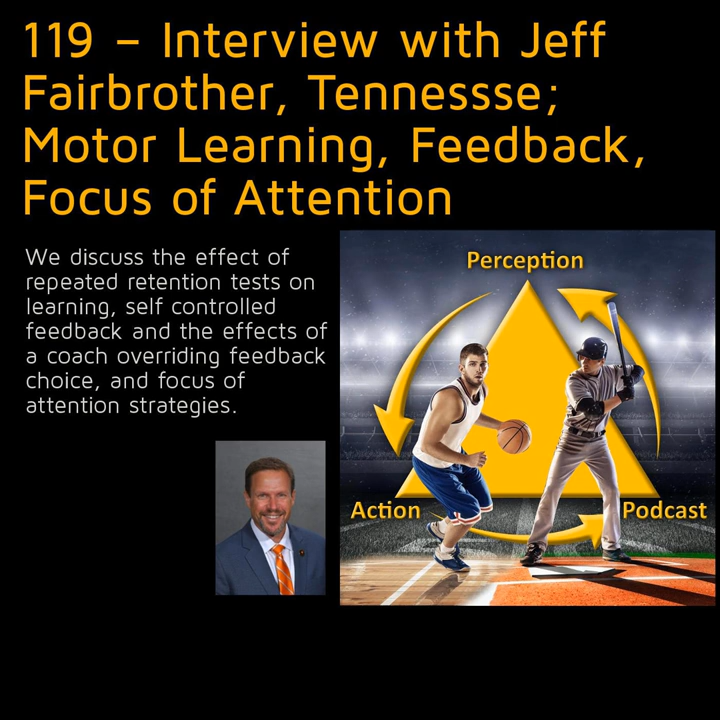 119 – Interview with Jeff
Fairbrother, Tennessse;
Motor Learning, Feedback,
Focus of Attention
We discuss the effect of
repeated retention tests on
learning, self controlled
feedback and the effects of
a coach overriding feedback
choice, and focus of
attention strategies.
Perception
Action
Podcast